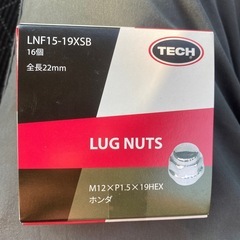 LNF15-19XSB
16個
全長22mm
TECH
LUG NUTS
M12×P1.5×19HEX
ホンダ